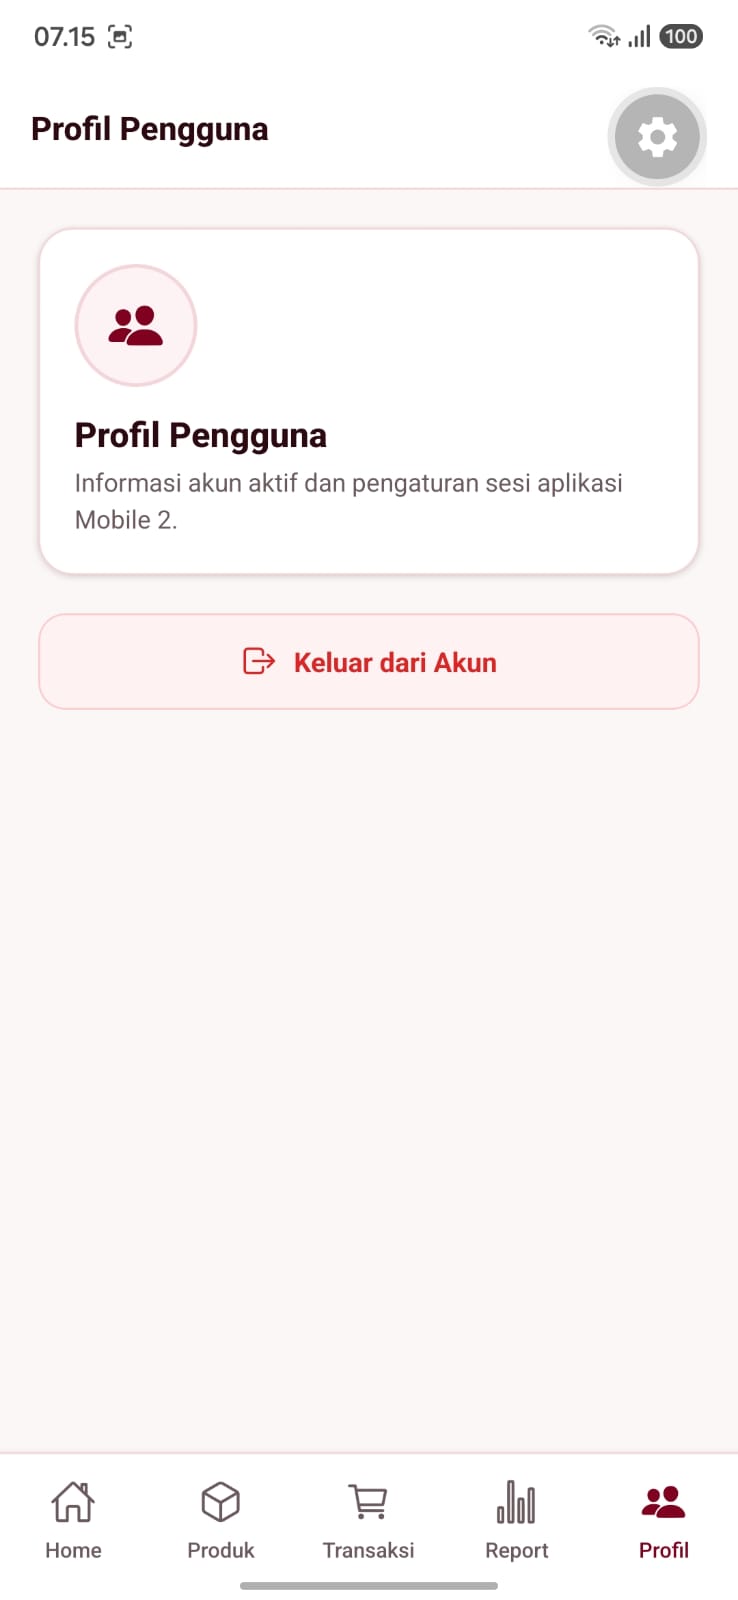 07.15
100
Profil Pengguna
Profil Pengguna
Informasi akun aktif dan pengaturan sesi aplikasi
Mobile 2.
Keluar dari Akun
Home
Produk
Transaksi
Report
Profil